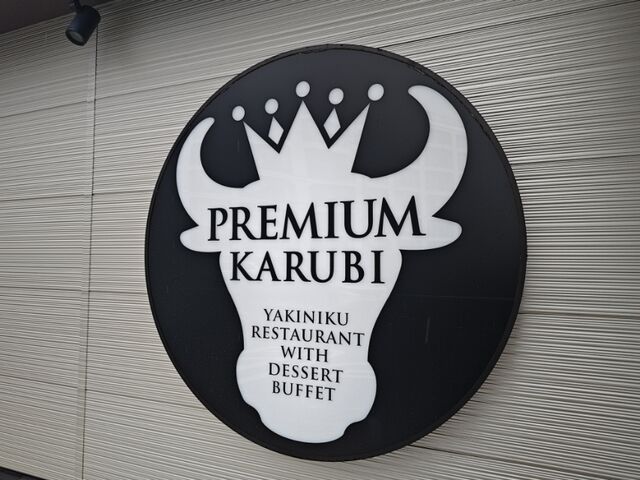 PREMIUM
KARUBI
YAKINIKU
RESTAURANT
WITH
DESSERT
BUFFET